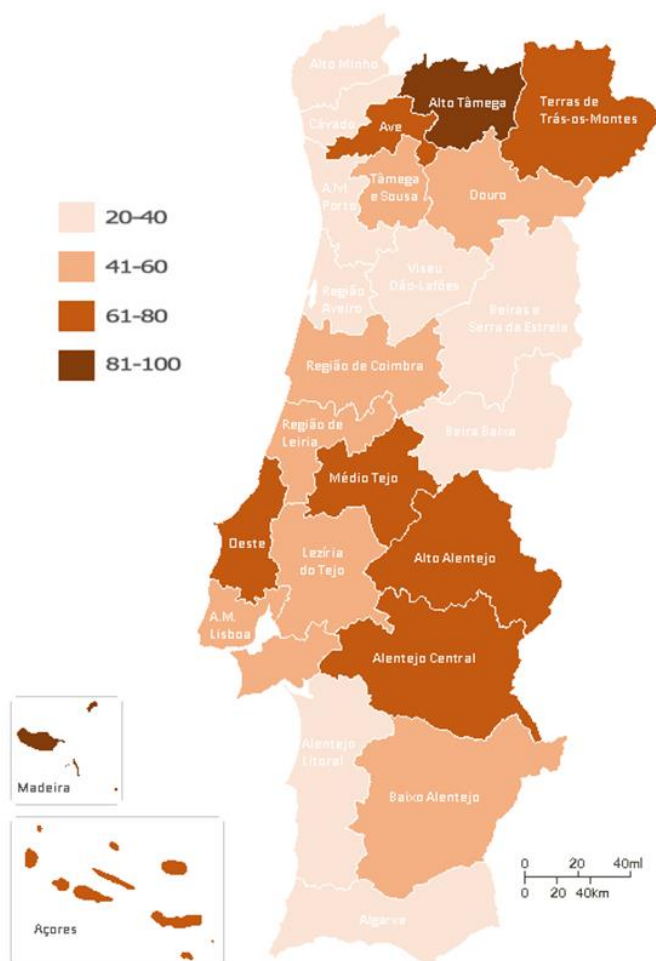 Alto Minho
Alto Tâmega
Terras de
Trás-os-Montes
Cávado
Ave
A.M.
Porto
Tâmega
e Sousa
Douro
20-40
41-60
61-80
81-100
Viseu
Dão-Lafões
Região
Aveiro
Beiras e
Serra da Estrela
Região de Coimbra
Região de
Leiria
Beira Baixa
Médio Tejo
Oeste
Lezíria
do Tejo
Alto Alentejo
A.M.
Lisboa
Alentejo Central
Alentejo
Litoral
Baixo Alentejo
Madeira
Açores
Algarve
0 20 40ml
0 20 40km